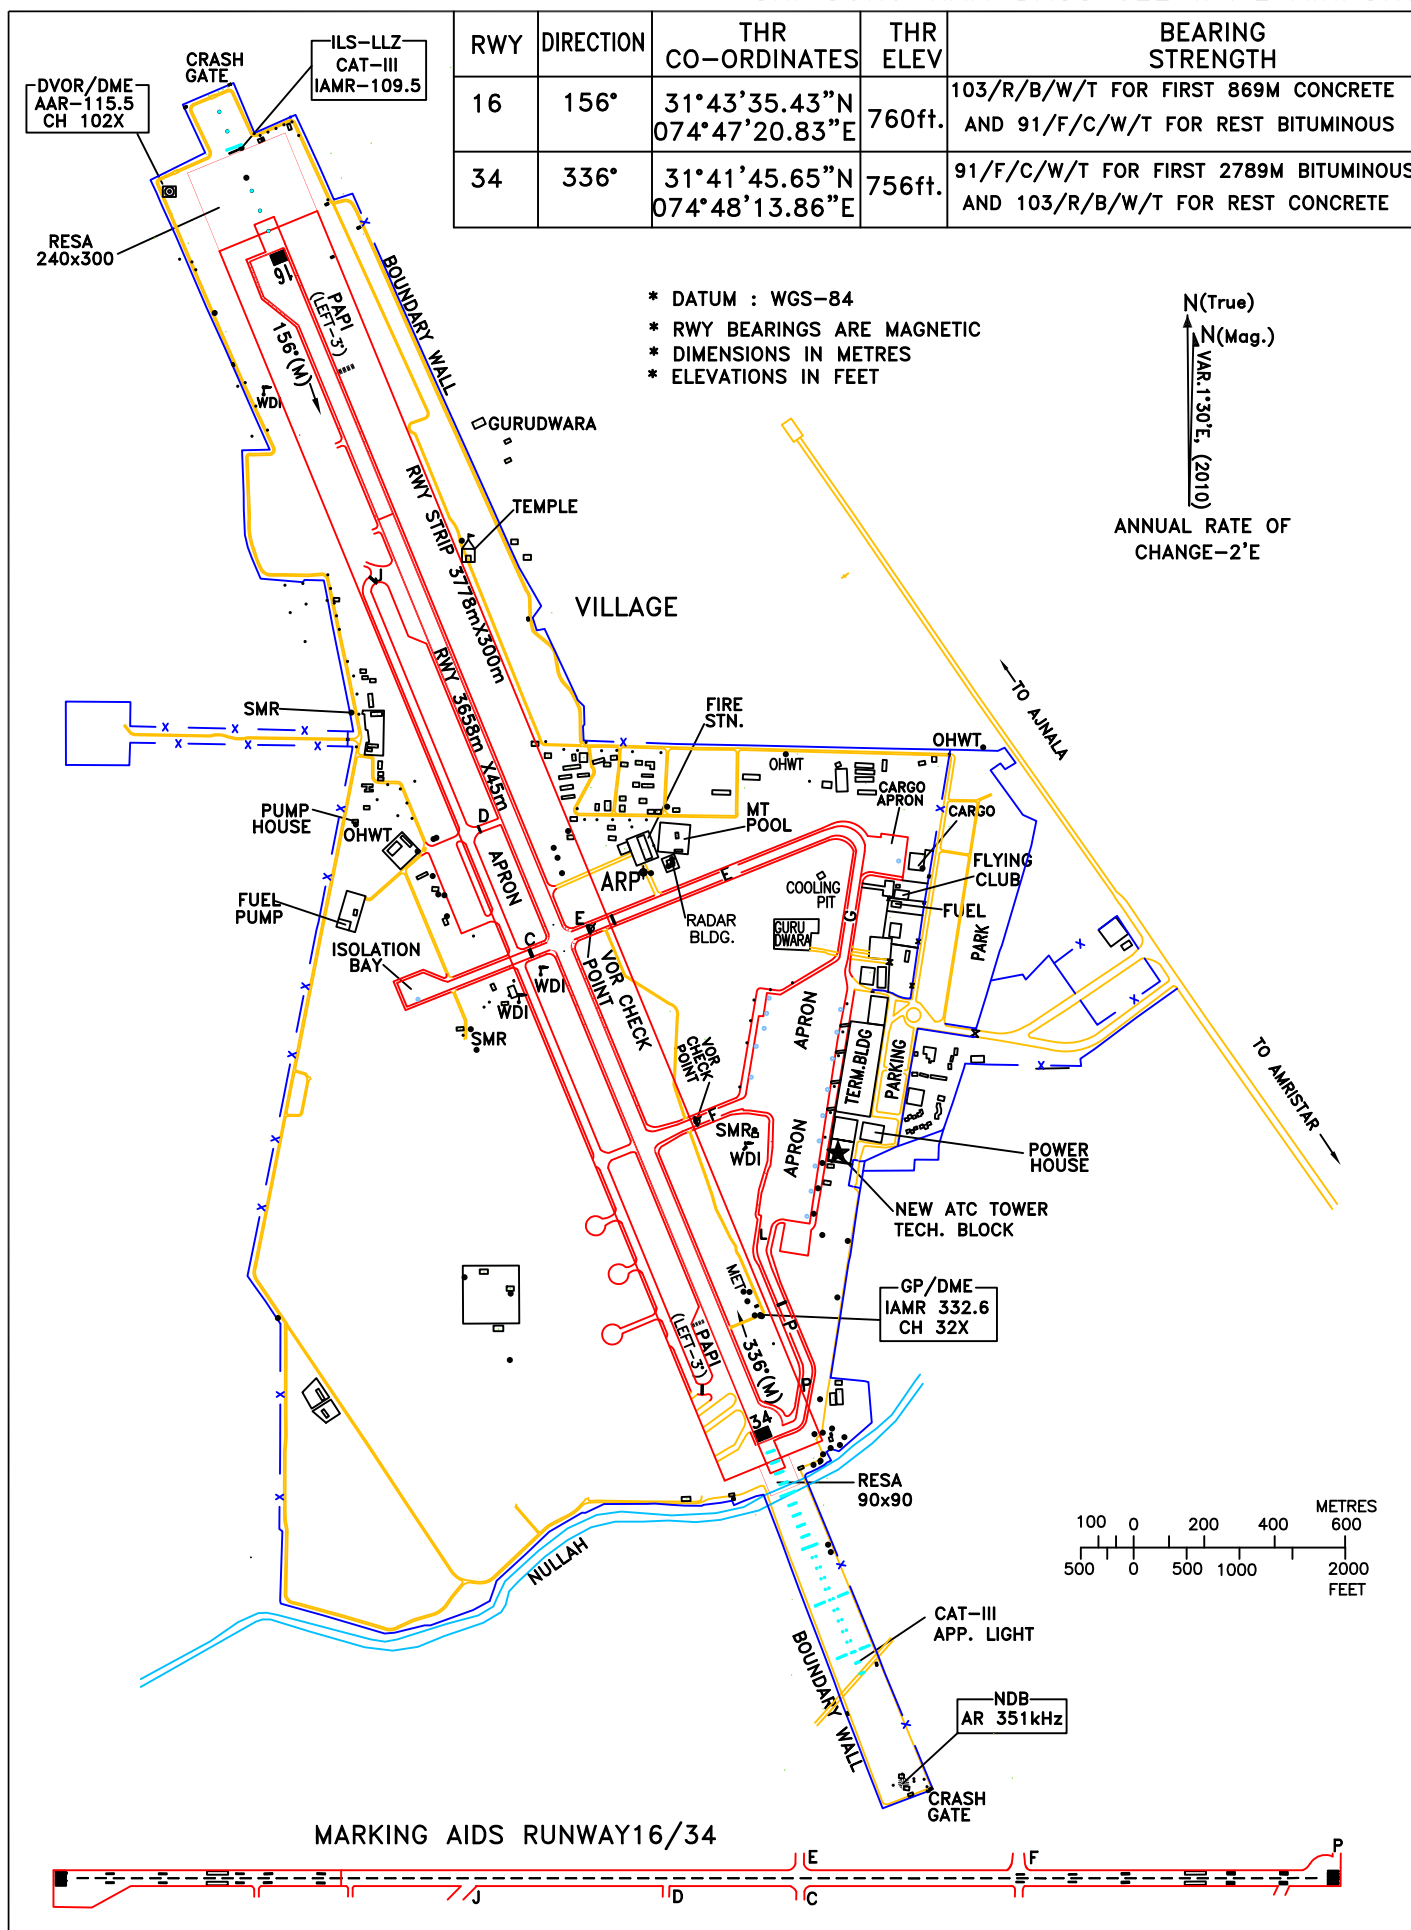 RWY
DIRECTION
THR
CO-ORDINATES
THR
ELEV
BEARING
STRENGTH
16
156°
31°43'35.43"N
074°47'20.83"E
760ft.
103/R/B/W/T FOR FIRST 869M CONCRETE
AND 91/F/C/W/T FOR REST BITUMINOUS
34
336°
31°41'45.65"N
074°48'13.86"E
756ft.
91/F/C/W/T FOR FIRST 2789M BITUMINOUS
AND 103/R/B/W/T FOR REST CONCRETE
ILS-LLZ
CAT-III
IAMR-109.5
CRASH
GATE
DVOR/DME
AAR-115.5
CH 102X
RESA
240x300
16
PAPI
(LEFT-3°)
156°(M)
BOUNDARY WALL
WDI
* DATUM : WGS-84
* RWY BEARINGS ARE MAGNETIC
* DIMENSIONS IN METRES
* ELEVATIONS IN FEET
N(True)
N(Mag.)
VAR.1°30'E, (2010)
ANNUAL RATE OF
CHANGE-2'E
GURUDWARA
TEMPLE
RWY STRIP 3778mX300m
VILLAGE
J
RWY 3658m X45m
TO AJNALA
SMR
FIRE
STN.
OHWT
OHWT
CARGO
APRON
CARGO
PUMP
HOUSE
OHWT
MT
POOL
D
APRON
FLYING
CLUB
ARP
E
COOLING
PIT
FUEL
PUMP
RADAR
BLDG.
G
FUEL
GURU
DWARA
PARK
ISOLATION
BAY
C
E
VOR CHECK
POINT
WDI
WDI
SMR
APRON
TERM.BLDG
PARKING
VOR
CHECK
POINT
F
SMR
WDI
APRON
TO AMRISTAR
POWER
HOUSE
NEW ATC TOWER
TECH. BLOCK
L
MET
GP/DME
IAMR 332.6
CH 32X
P
PAPI
(LEFT-3°)
336°(M)
P
34
RESA
90x90
METRES
100 0 200 400 600
500 0 500 1000 2000
FEET
NULLAH
CAT-III
APP. LIGHT
BOUNDARY WALL
NDB
AR 351kHz
CRASH
GATE
MARKING AIDS RUNWAY16/34
E
F
P
J
D
C